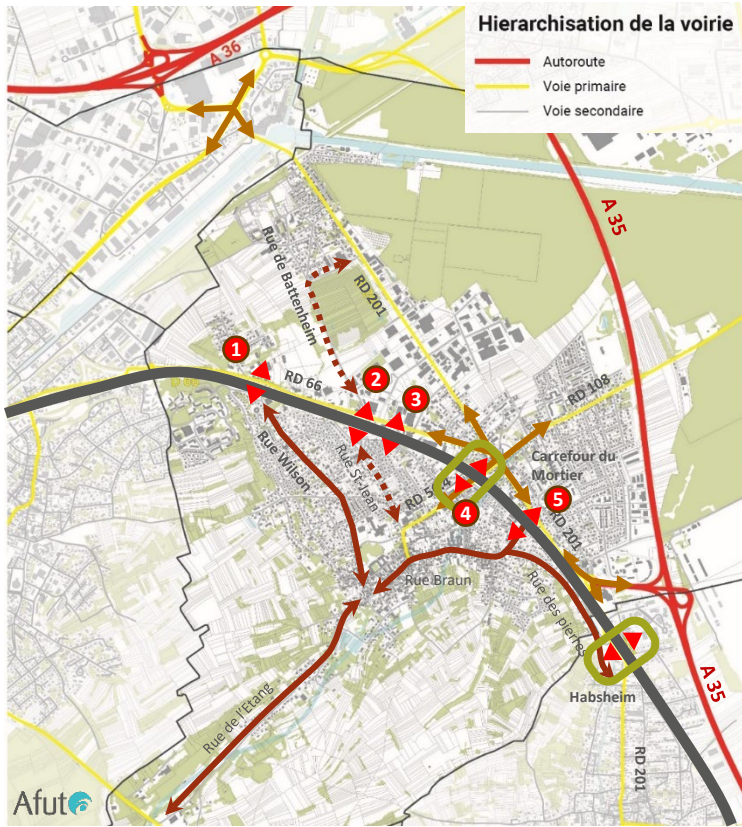 Hierarchisation de la voirie
Autoroute
Voie primaire
Voie secondaire
A 36
A 35
Rue de Battenheim
RD 201
1
RD 66
2
3
RD 108
Rue Wilson
Rue St-Jean
Carrefour du
Mortier
4
5
RD 201
Rue Braun
Rue des pierres
Habsheim
A 35
Rue de l'Etang
RD 201
Afut